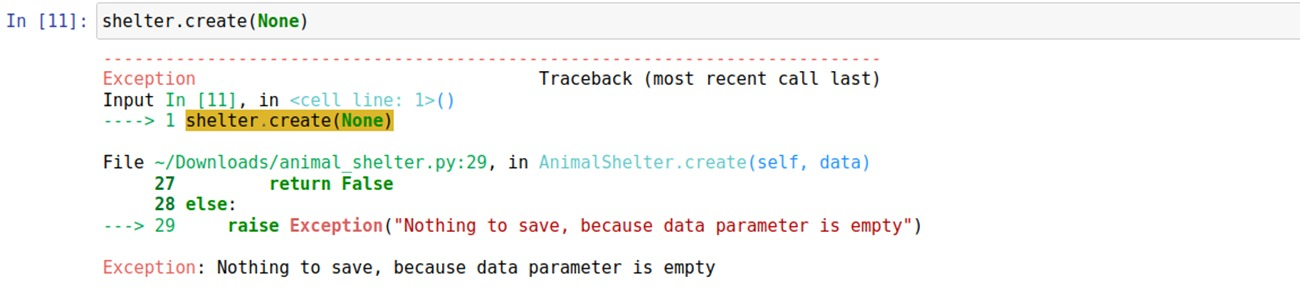 In [11]: shelter.create(None)
---------------------------------------------------------------------------
Exception                                 Traceback (most recent call last)
Input In [11], in <cell line: 1>()
----> 1 shelter.create(None)
File ~/Downloads/animal_shelter.py:29, in AnimalShelter.create(self, data)
     27         return False
     28 else:
---> 29     raise Exception("Nothing to save, because data parameter is empty")
Exception: Nothing to save, because data parameter is empty